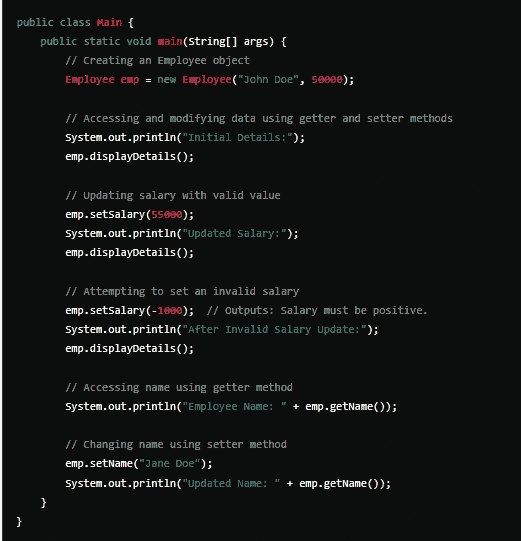 public class Main {
    public static void main(String[] args) {
        // Creating an Employee object
        Employee emp = new Employee("John Doe", 50000);

        // Accessing and modifying data using getter and setter methods
        System.out.println("Initial Details:");
        emp.displayDetails();

        // Updating salary with valid value
        emp.setSalary(55000);
        System.out.println("Updated Salary:");
        emp.displayDetails();

        // Attempting to set an invalid salary
        emp.setSalary(-1000);  // Outputs: Salary must be positive.
        System.out.println("After Invalid Salary Update:");
        emp.displayDetails();

        // Accessing name using getter method
        System.out.println("Employee Name: " + emp.getName());

        // Changing name using setter method
        emp.setName("Jane Doe");
        System.out.println("Updated Name: " + emp.getName());
    }
}